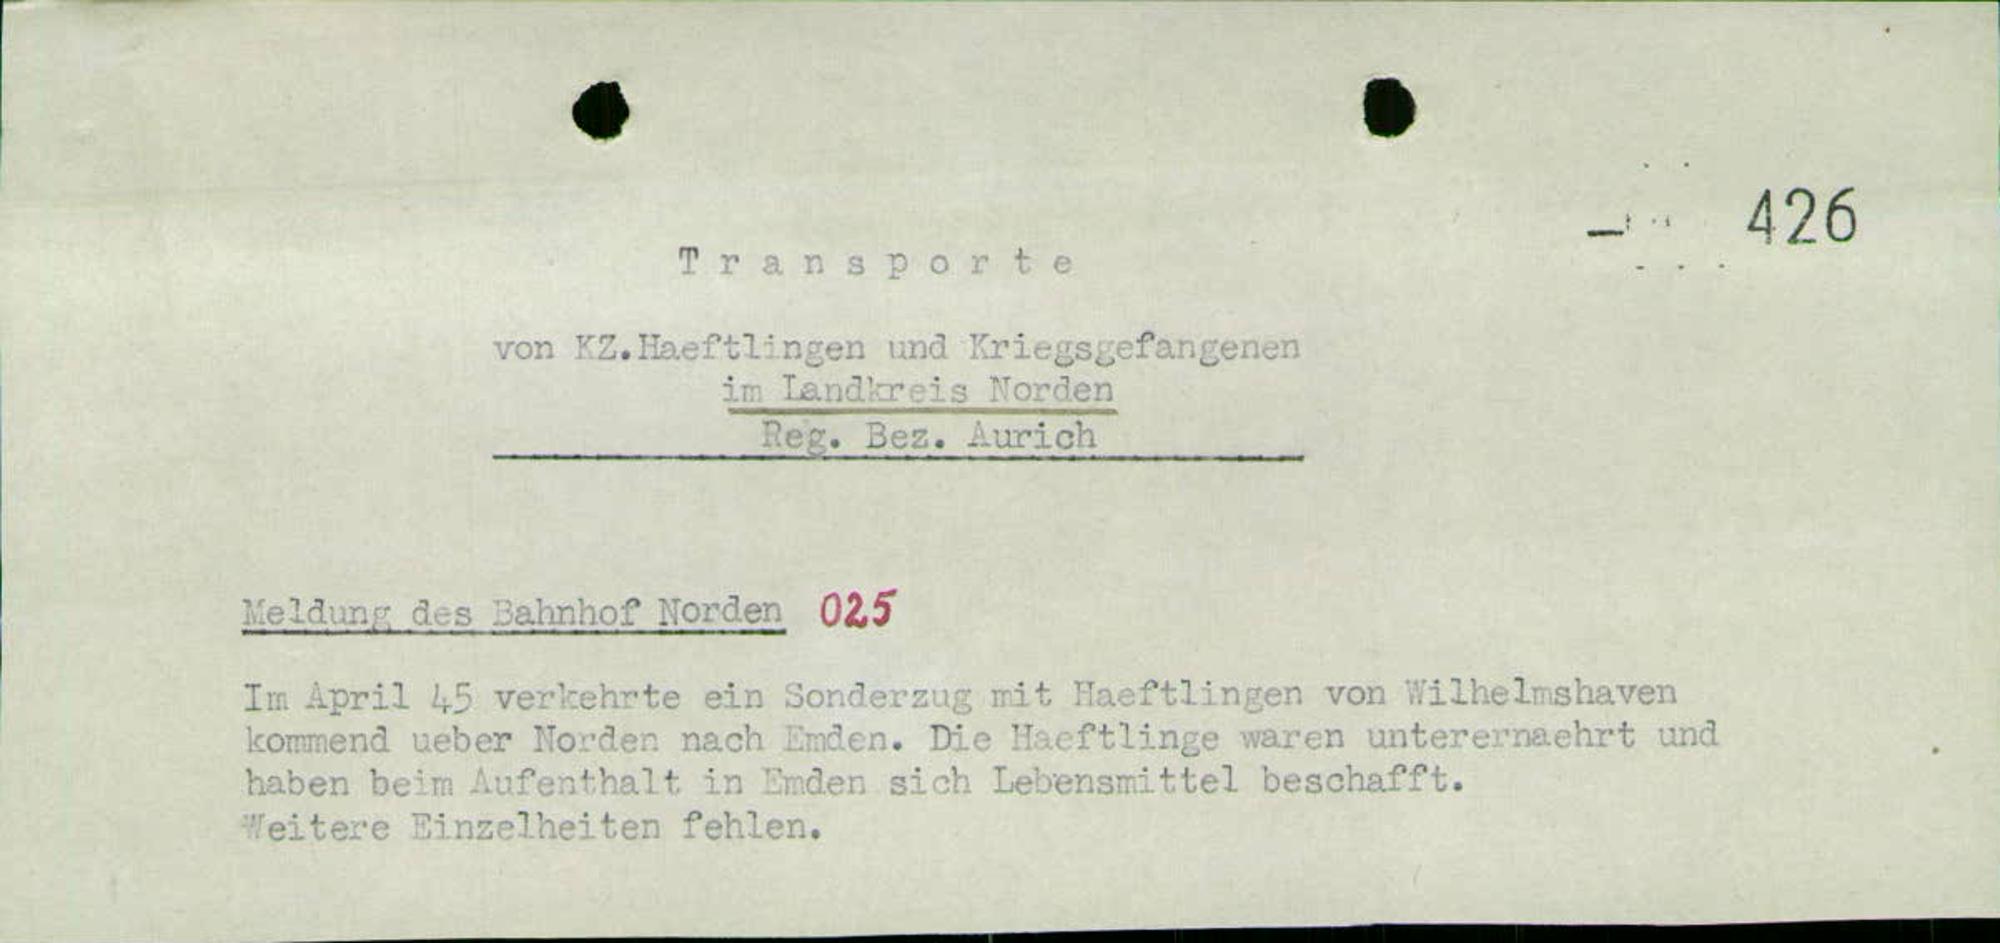 426
Transporte
von KZ.Haeftlingen und Kriegsgefangenen
im Landkreis Norden
Reg. Bez. Aurich
Meldung des Bahnhof Norden 025
Im April 45 verkehrte ein Sonderzug mit Haeftlingen von Wilhelmshaven
kommend ueber Norden nach Emden. Die Haeftlinge waren unterernaehrt und
haben beim Aufenthalt in Emden sich Lebensmittel beschafft.
Weitere Einzelheiten fehlen.